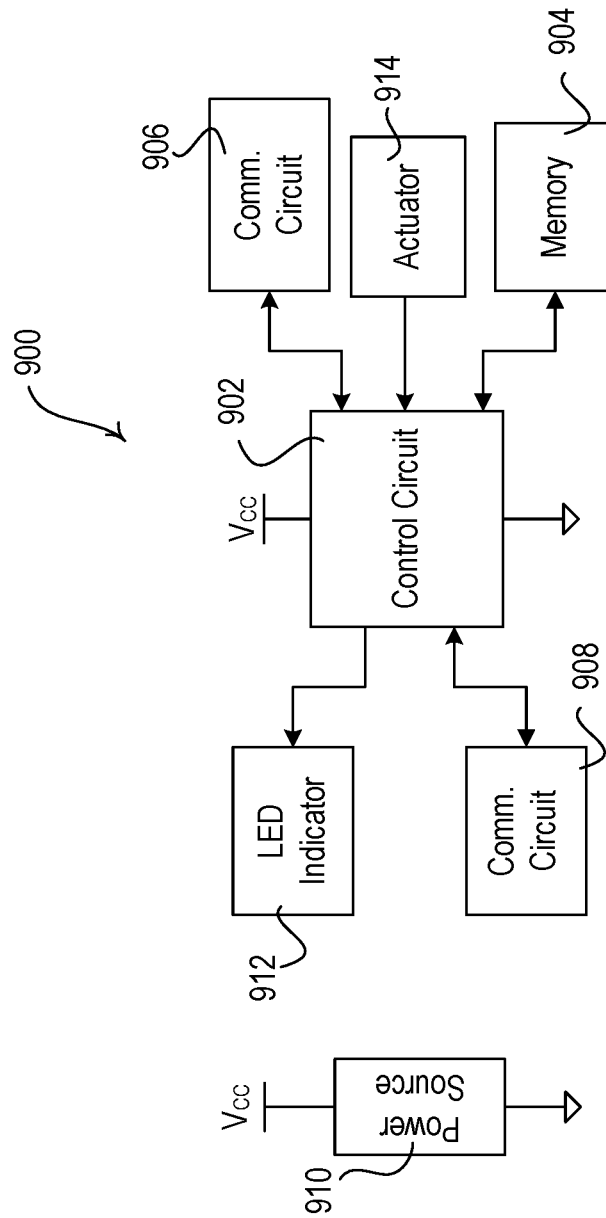 900
VCC
910
Power
Source
912
LED
Indicator
VCC
902
Control Circuit
908
Comm.
Circuit
906
Comm.
Circuit
914
Actuator
904
Memory